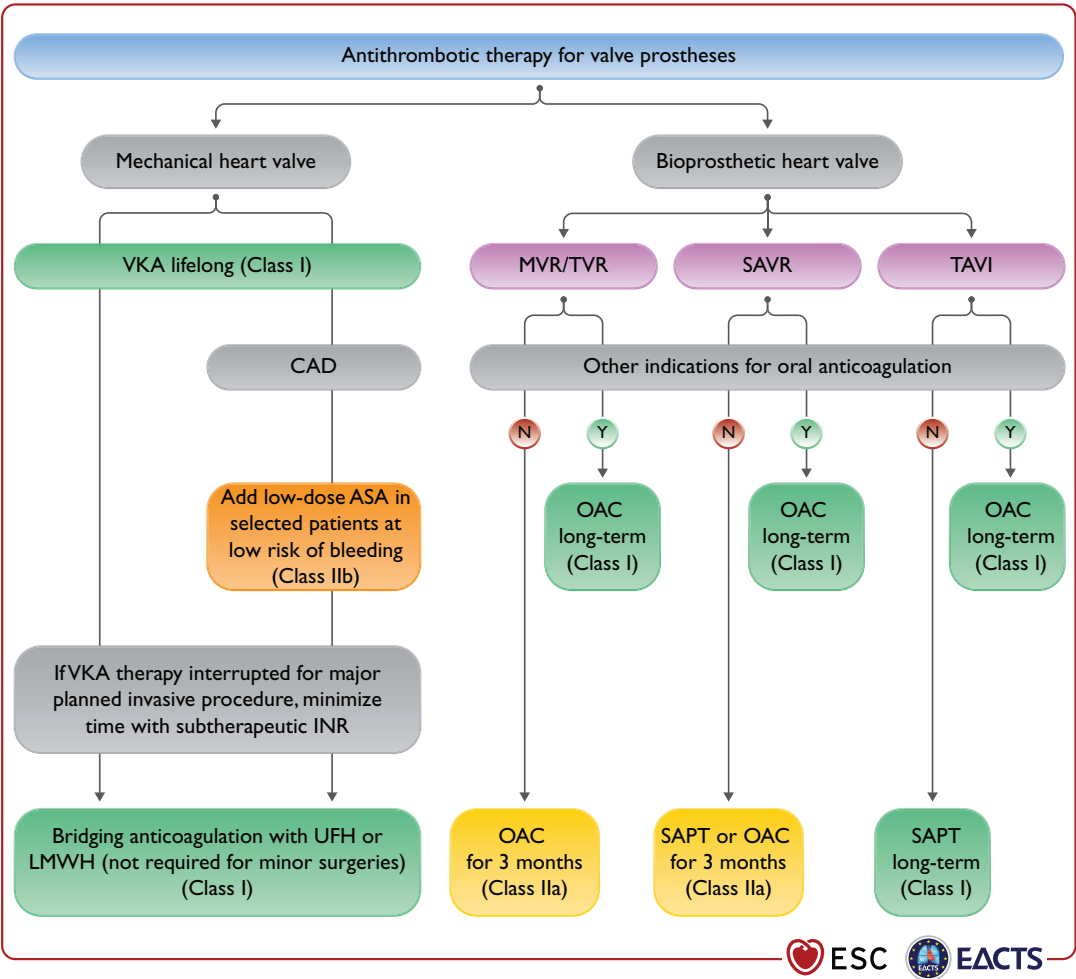 Antithrombotic therapy for valve prostheses
Mechanical heart valve
Bioprosthetic heart valve
VKA lifelong (Class I)
MVR/TVR
SAVR
TAVI
CAD
Other indications for oral anticoagulation
N
Y
N
Y
N
Y
Add low-dose ASA in
selected patients at
low risk of bleeding
(Class IIb)
OAC
long-term
(Class I)
OAC
long-term
(Class I)
OAC
long-term
(Class I)
If VKA therapy interrupted for major
planned invasive procedure, minimize
time with subtherapeutic INR
Bridging anticoagulation with UFH or
LMWH (not required for minor surgeries)
(Class I)
OAC
for 3 months
(Class IIa)
SAPT or OAC
for 3 months
(Class IIa)
SAPT
long-term
(Class I)
ESC
EACTS
EACTS